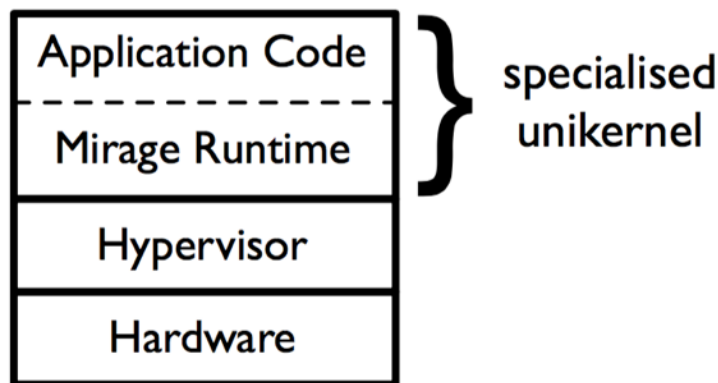 Application Code
Mirage Runtime
Hypervisor
Hardware
specialised
unikernel